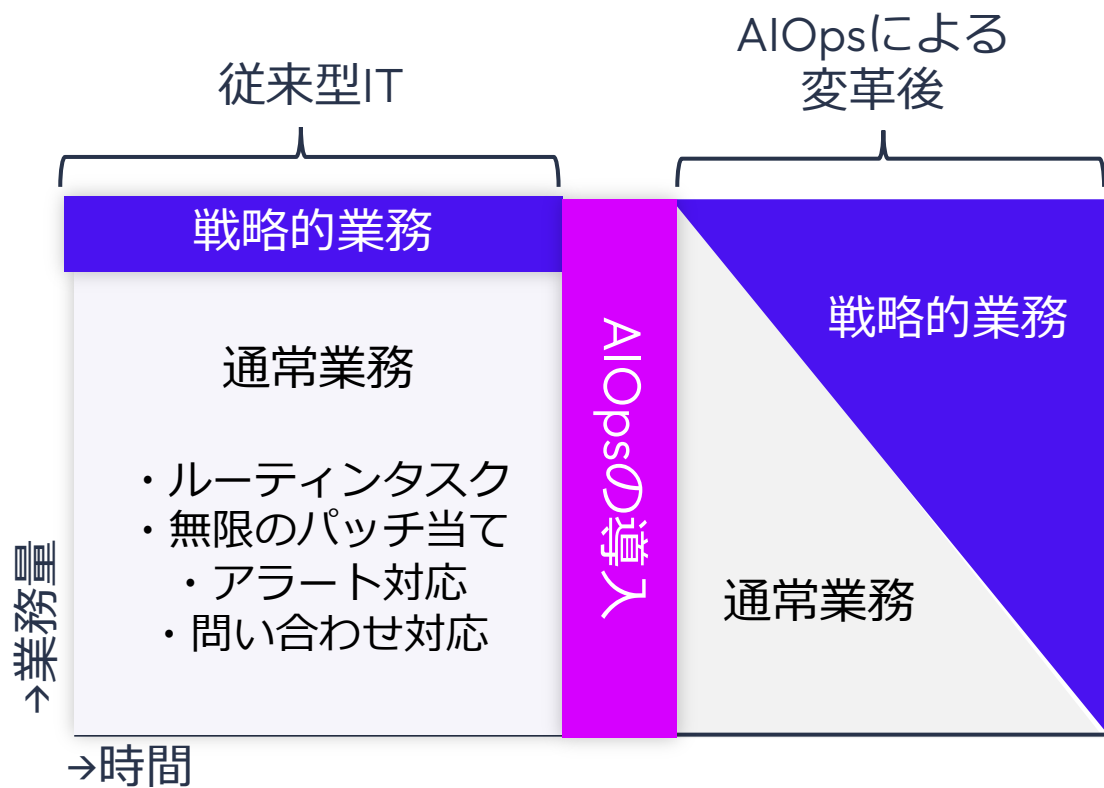 従来型IT
AIOpsによる
変革後
戦略的業務
通常業務
・ルーティンタスク
・無限のパッチ当て
・アラート対応
・問い合わせ対応
AIOpsの導入
戦略的業務
通常業務
→業務量
→時間